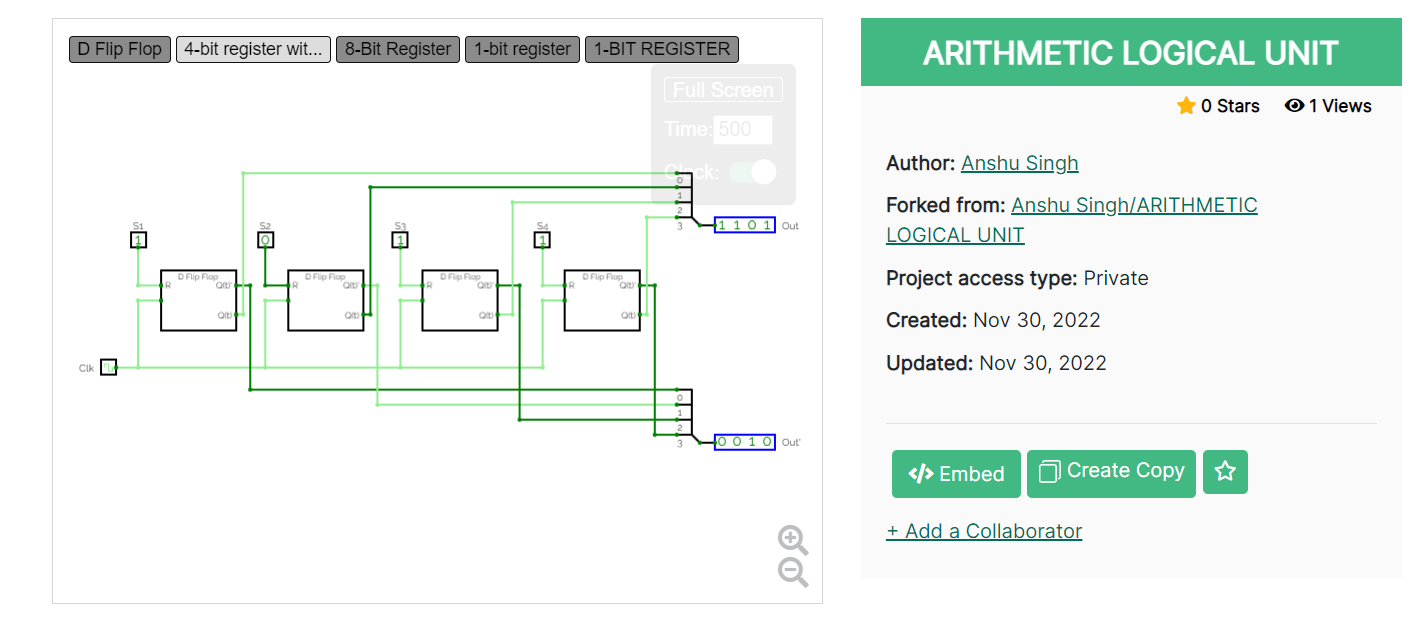 D Flip Flop 4-bit register wit... 8-Bit Register 1-bit register 1-BIT REGISTER
Full Screen
Time: 500
Clock:
0
1
2
3
1 1 0 1 Out
S1 S2 S3 S4
1 0 1 1
D Flip Flop D Flip Flop D Flip Flop D Flip Flop
R Q(t)' R Q(t)' R Q(t)' R Q(t)'
Q(t) Q(t) Q(t) Q(t)
Clk
0
1
2
3
0 0 1 0 Out'
ARITHMETIC LOGICAL UNIT
0 Stars 1 Views
Author: Anshu Singh
Forked from: Anshu Singh/ARITHMETIC
LOGICAL UNIT
Project access type: Private
Created: Nov 30, 2022
Updated: Nov 30, 2022
</> Embed Create Copy
+ Add a Collaborator